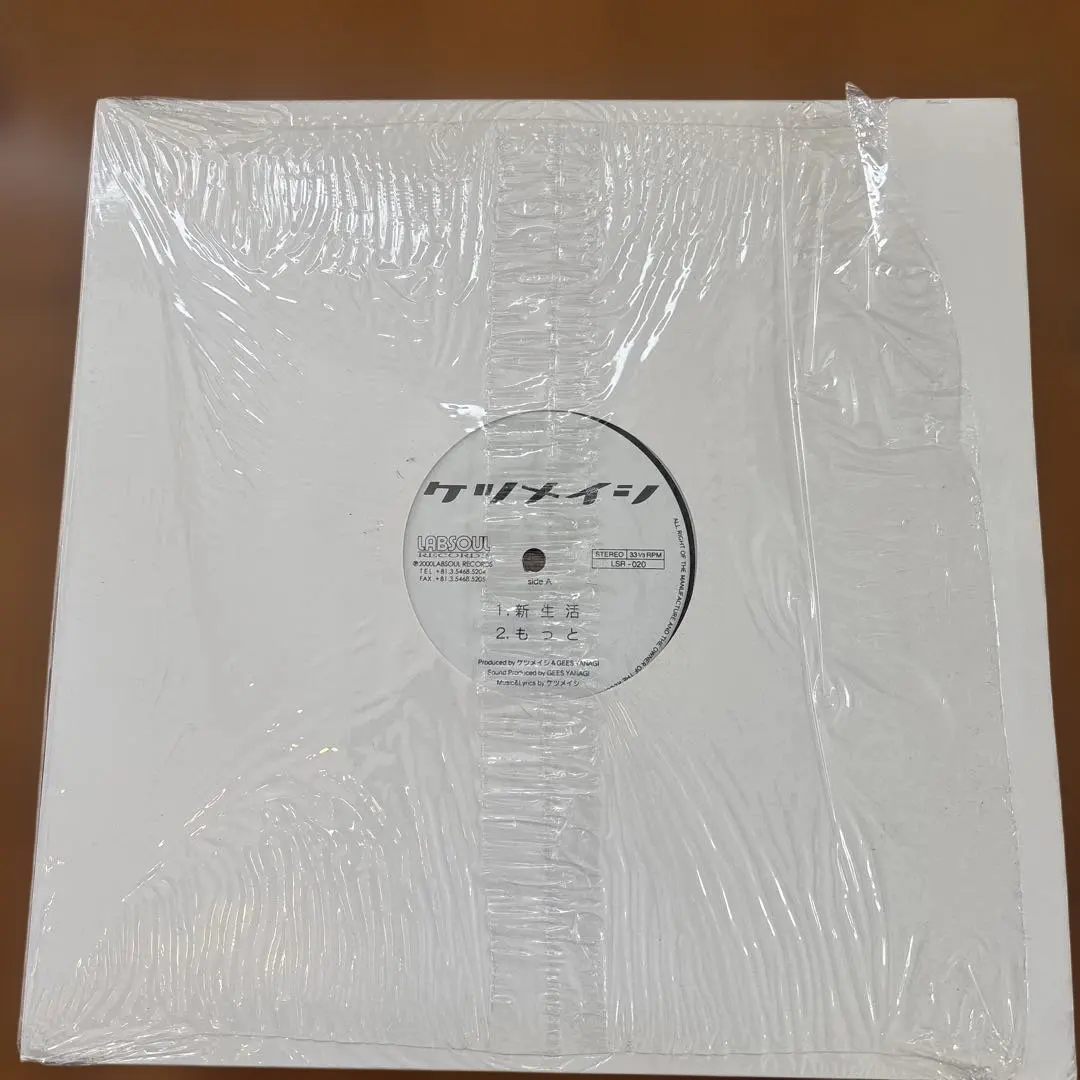 ケツメイシ
LABSOUL
RECORDS
℗2000LABSOUL RECORDS
TEL +81.3.5468.5204
FAX +81.3.5468.5205
STEREO 33 1/3 RPM
LSR-020
side A
1.新生活
2.もっと
Produced by ケツメイシ & GEES YANAGI
Sound Produced by GEES YANAGI
Music&Lyrics by ケツメイシ
ALL RIGHT OF THE MANUFACTURE AND THE OWNER OF THE